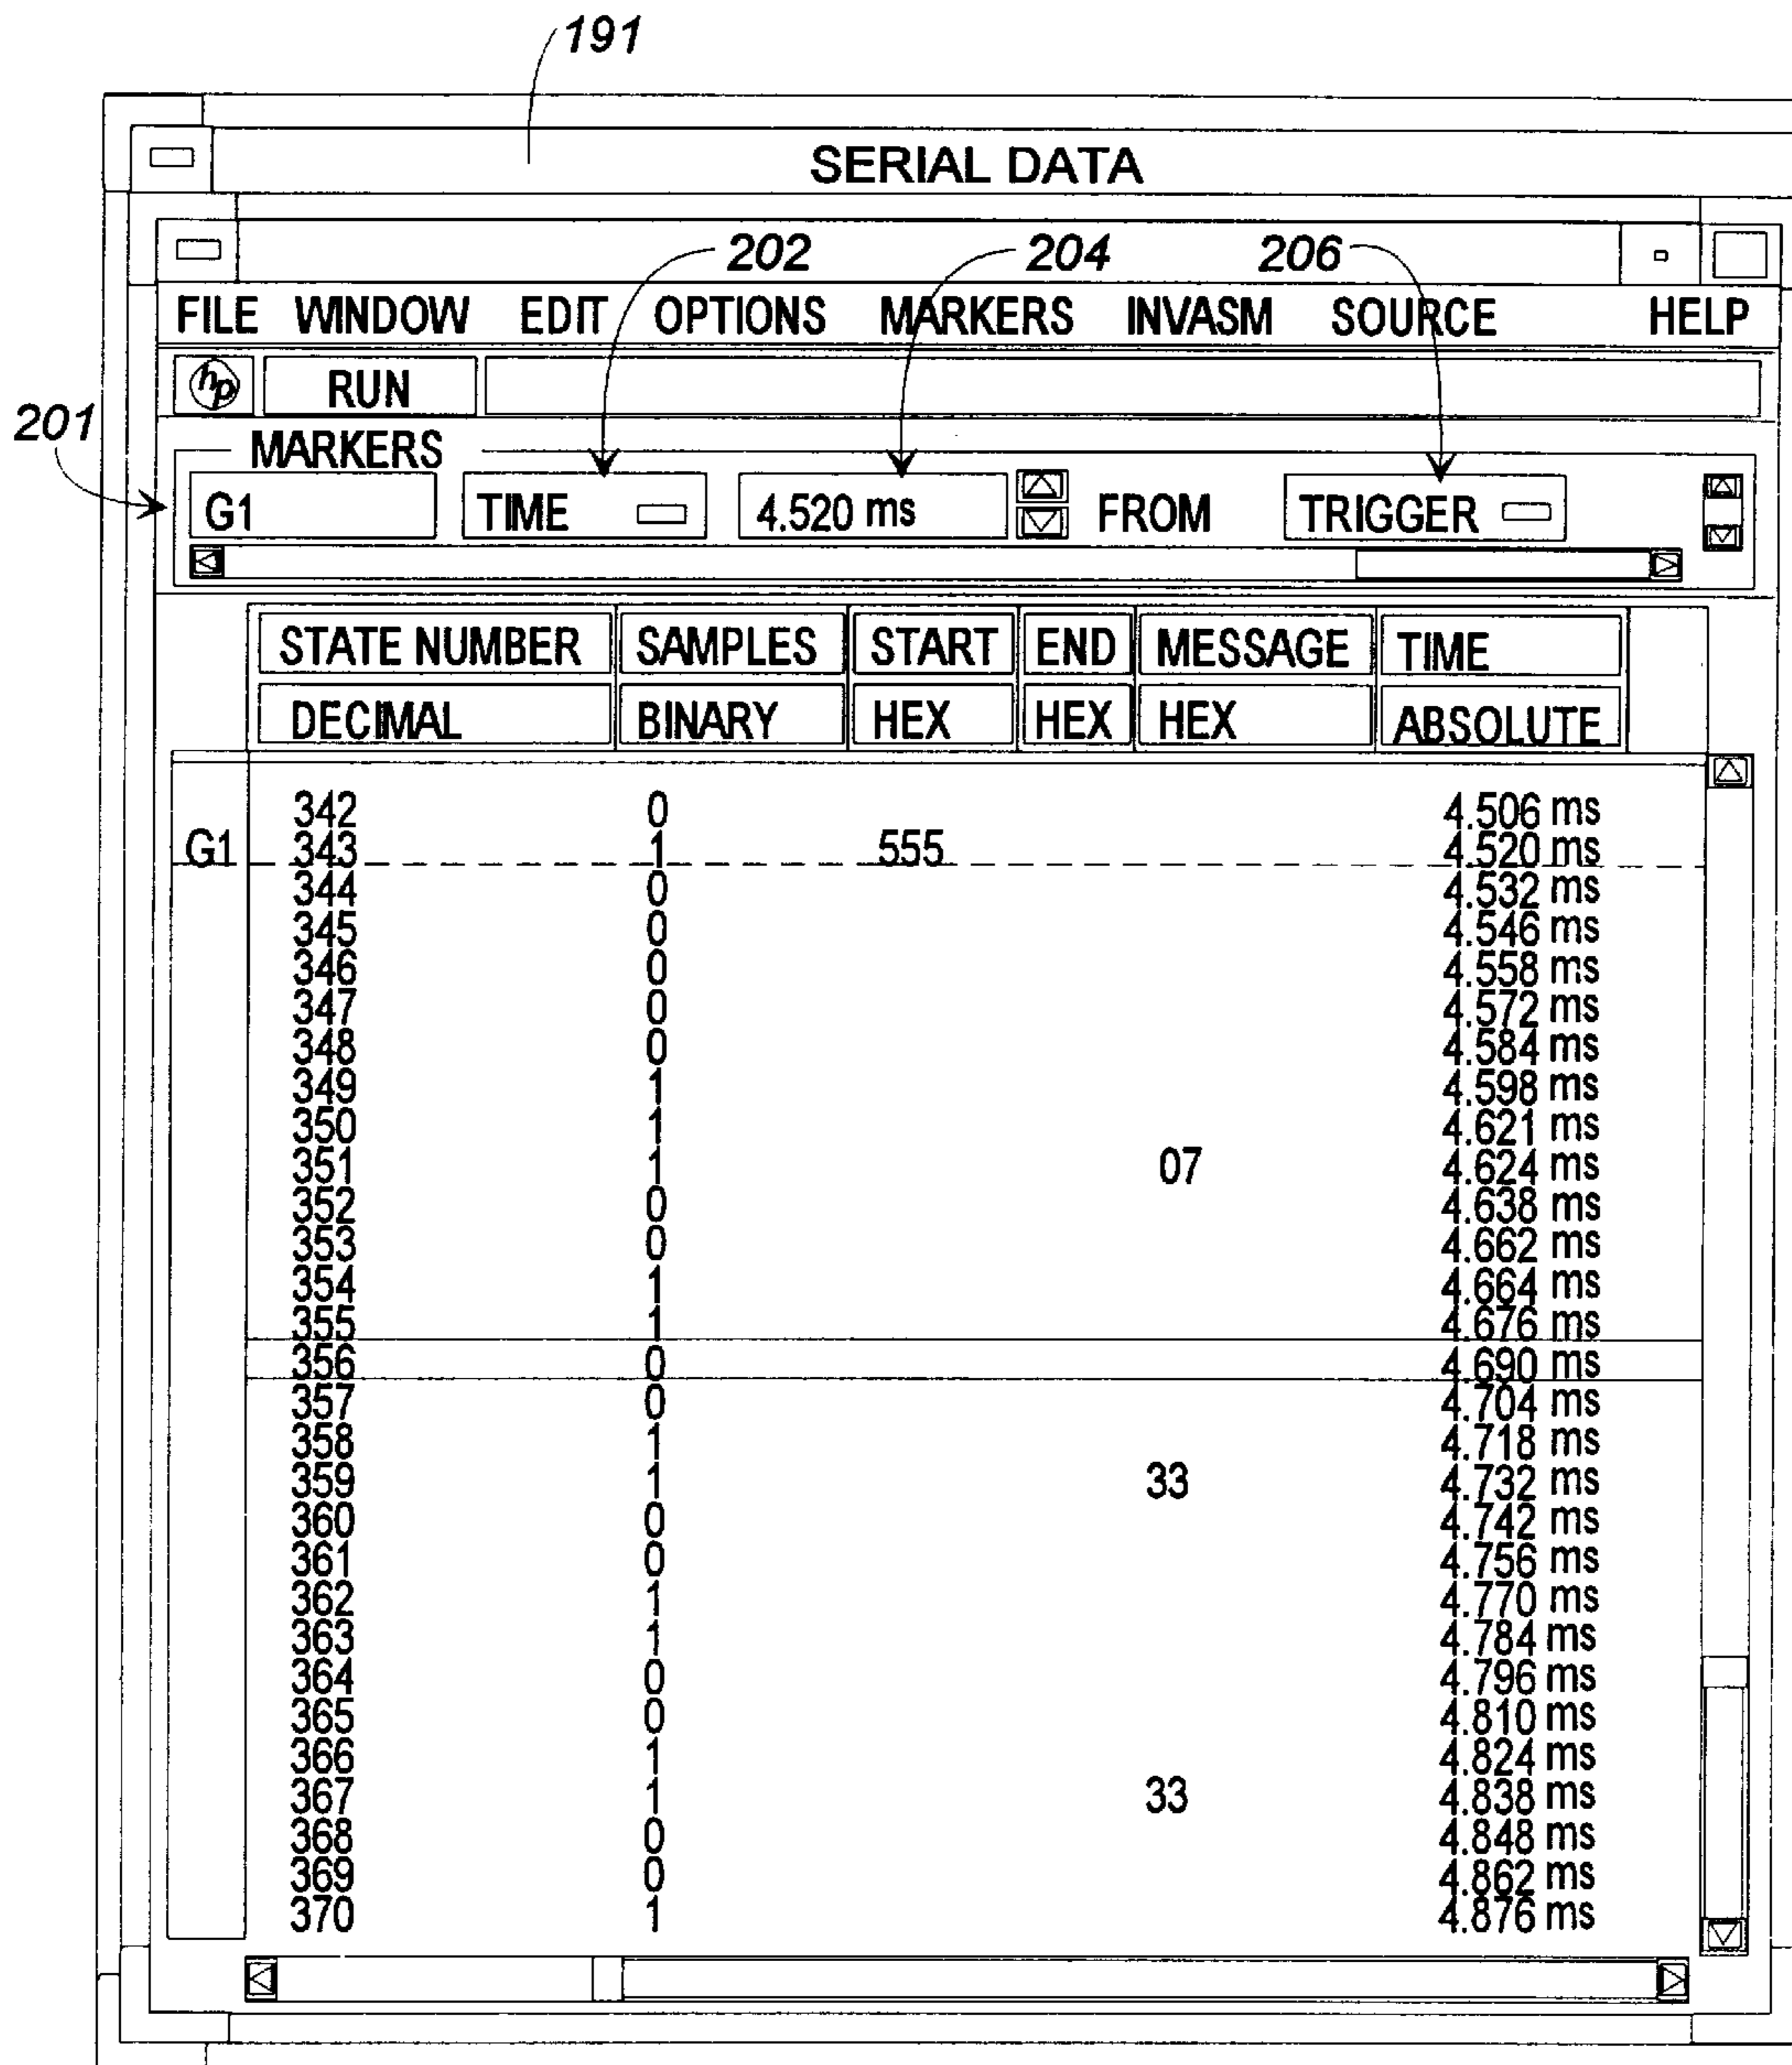 191
SERIAL DATA
202 204 206
FILE WINDOW EDIT OPTIONS MARKERS INVASM SOURCE HELP
hp RUN
201
MARKERS
G1 TIME 4.520 ms FROM TRIGGER
STATE NUMBER SAMPLES START END MESSAGE TIME
DECIMAL BINARY HEX HEX HEX ABSOLUTE
342 0 4.506 ms
G1 343 1 555 4.520 ms
344 0 4.532 ms
345 0 4.546 ms
346 0 4.558 ms
347 0 4.572 ms
348 0 4.584 ms
349 1 4.598 ms
350 1 4.621 ms
351 1 07 4.624 ms
352 0 4.638 ms
353 0 4.662 ms
354 1 4.664 ms
355 1 4.676 ms
356 0 4.690 ms
357 0 4.704 ms
358 1 4.718 ms
359 1 33 4.732 ms
360 0 4.742 ms
361 0 4.756 ms
362 1 4.770 ms
363 1 4.784 ms
364 0 4.796 ms
365 0 4.810 ms
366 1 4.824 ms
367 1 33 4.838 ms
368 0 4.848 ms
369 0 4.862 ms
370 1 4.876 ms